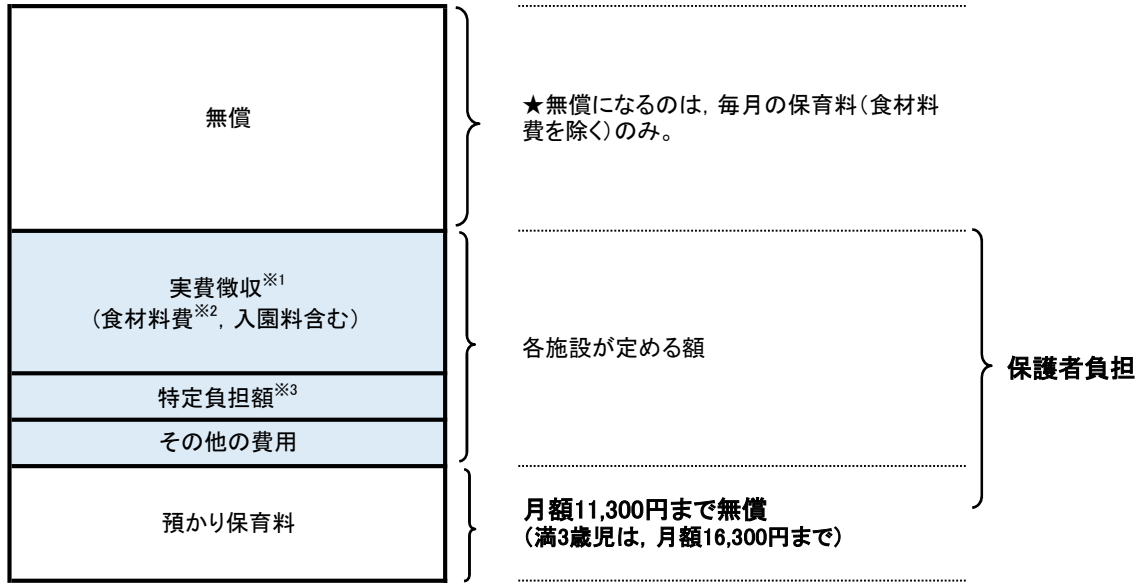 無償
★無償になるのは，毎月の保育料（食材料
費を除く）のみ。
実費徴収※1
（食材料費※2，入園料含む）
特定負担額※3
その他の費用
各施設が定める額
保護者負担
預かり保育料
月額11,300円まで無償
（満3歳児は，月額16,300円まで）